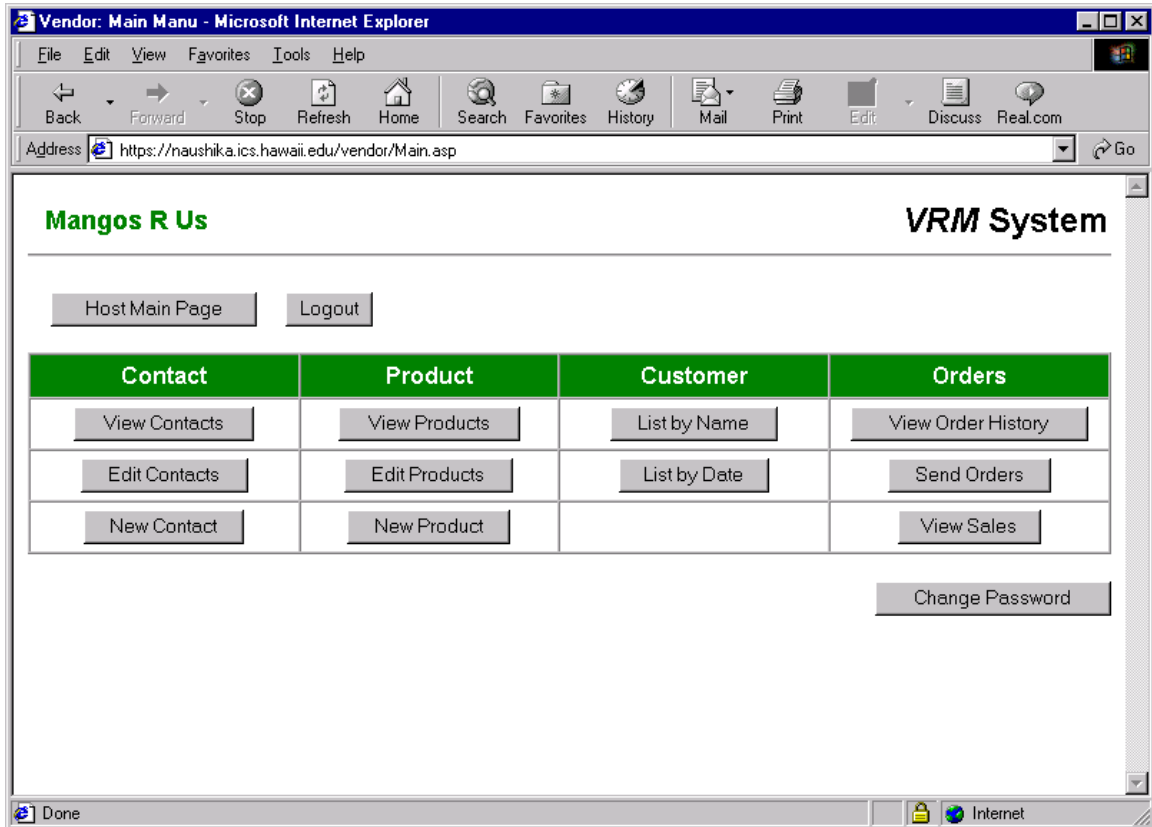 Vendor: Main Manu - Microsoft Internet Explorer
File Edit View Favorites Tools Help
Back Forward Stop Refresh Home Search Favorites History Mail Print Edit Discuss Real.com
Address https://naushika.ics.hawaii.edu/vendor/Main.asp Go
Mangos R Us VRM System
Host Main Page Logout
Contact Product Customer Orders
View Contacts View Products List by Name View Order History
Edit Contacts Edit Products List by Date Send Orders
New Contact New Product View Sales
Change Password
Done Internet